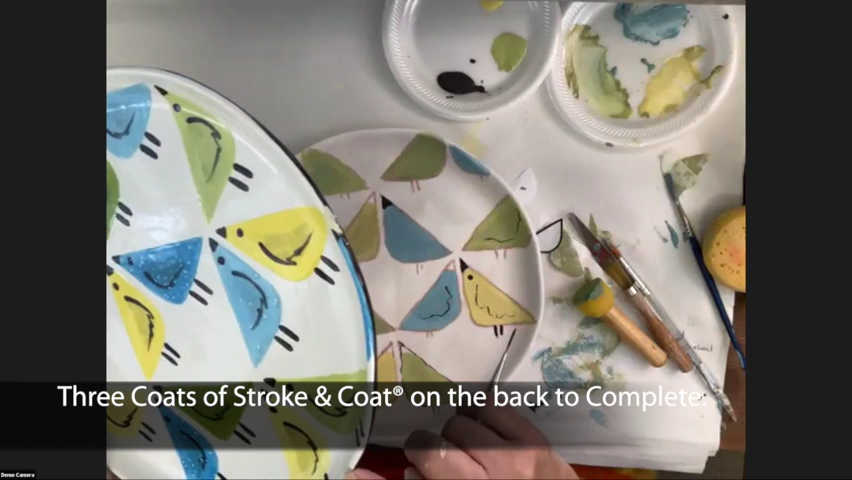 Three Coats of Stroke & Coat® on the back to Complete.
Demo Camera